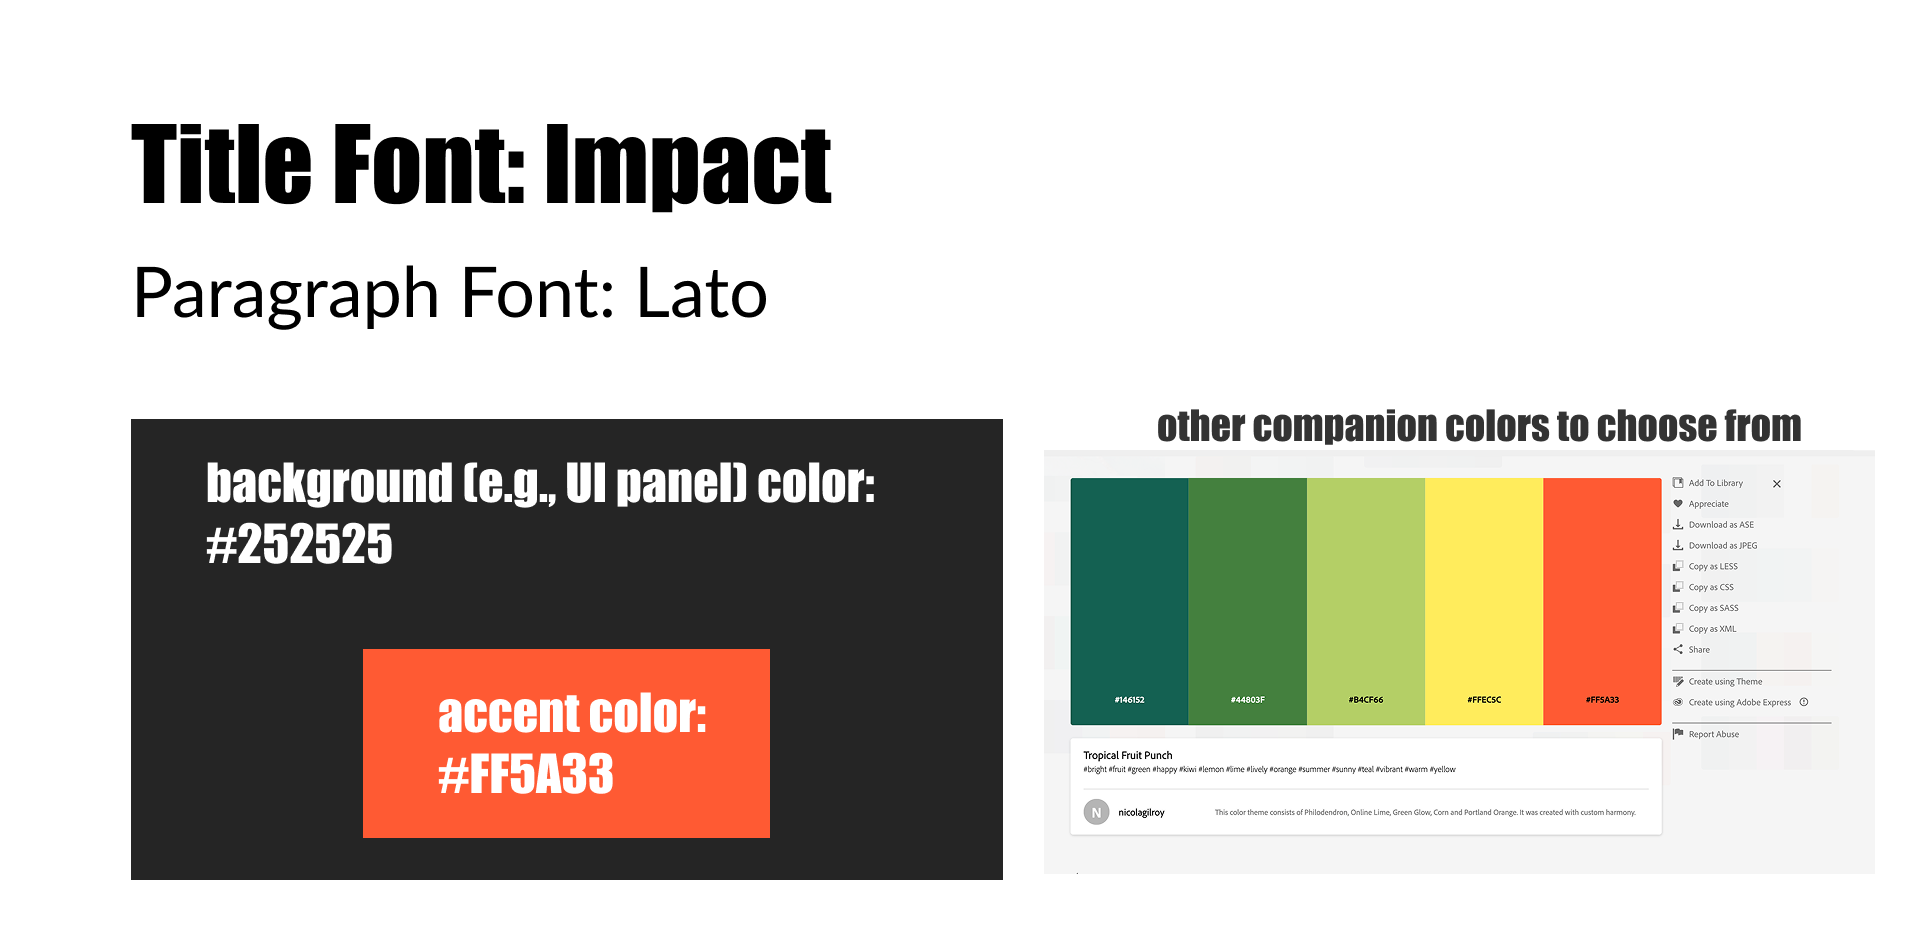 Title Font: Impact
Paragraph Font: Lato
background (e.g., UI panel) color:
#252525
accent color:
#FF5A33
other companion colors to choose from
#146152
#44803F
#B4CF66
#FFEC5C
#FF5A33
Add To Library
Appreciate
Download as ASE
Download as JPEG
Copy as LESS
Copy as CSS
Copy as SASS
Copy as XML
Share
Create using Theme
Create using Adobe Express
Report Abuse
Tropical Fruit Punch
#bright #fruit #green #happy #kiwi #lemon #lime #lively #orange #summer #sunny #teal #vibrant #warm #yellow
N
nicolagilroy
This color theme consists of Philodendron, Online Lime, Green Glow, Corn and Portland Orange. It was created with custom harmony.